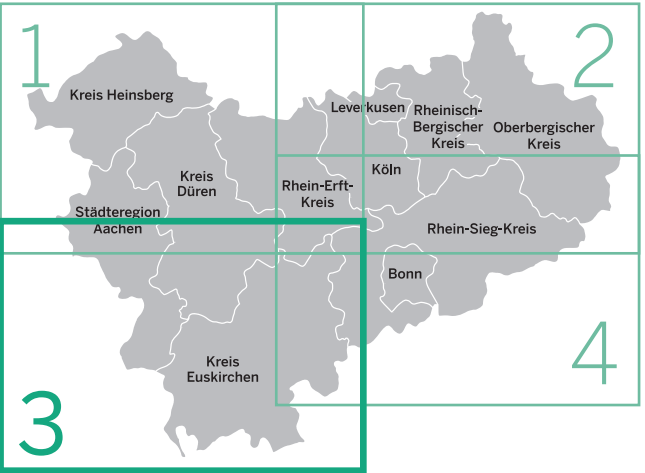 1
2
Kreis Heinsberg
Leverkusen
Rheinisch-
Bergischer
Kreis
Oberbergischer
Kreis
Köln
Kreis
Düren
Rhein-Erft-
Kreis
Städteregion
Aachen
Rhein-Sieg-Kreis
Bonn
Kreis
Euskirchen
3
4